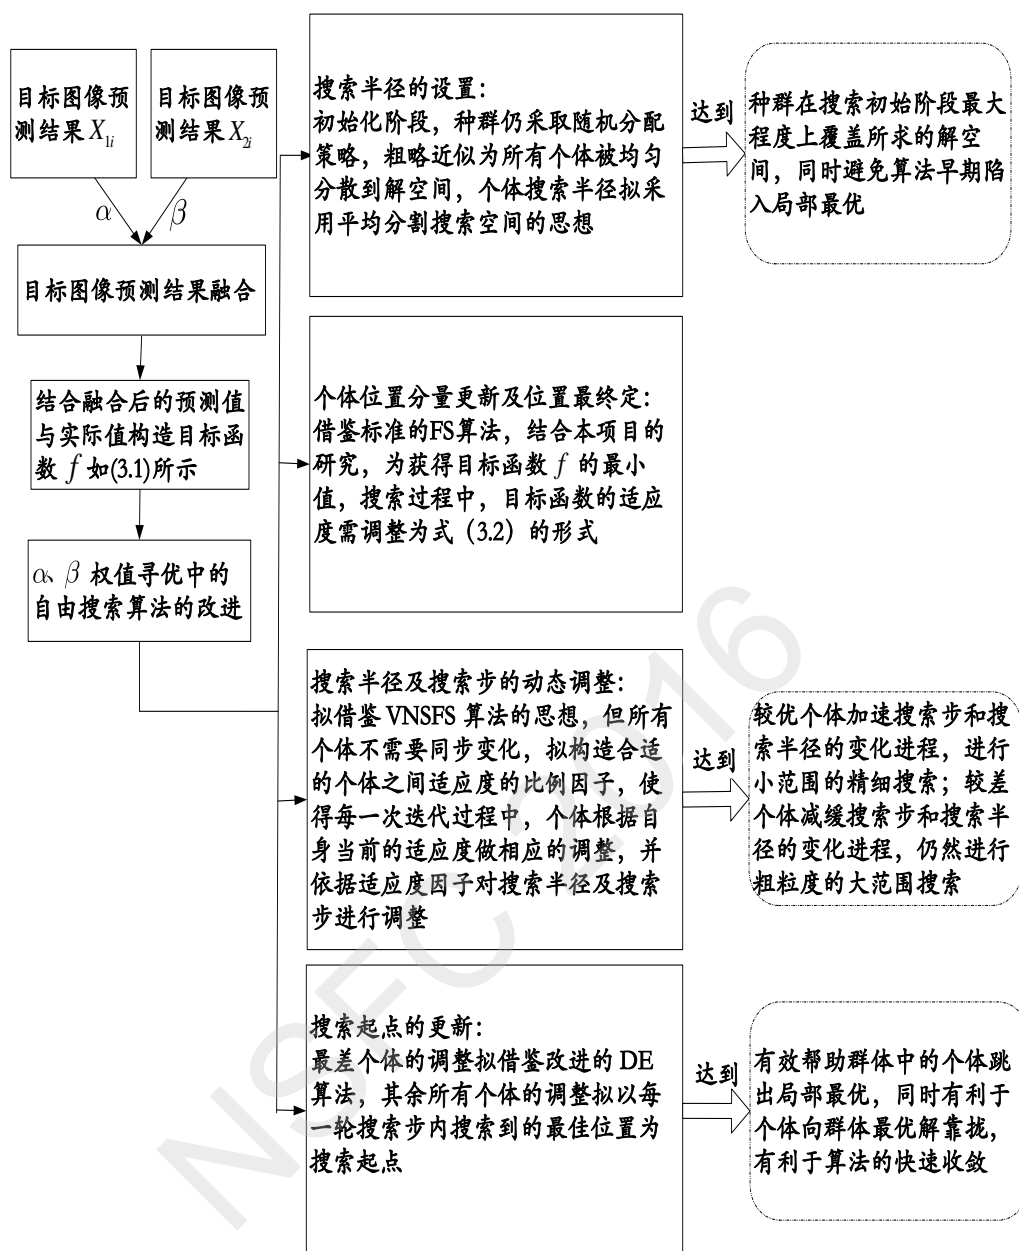 目标图像预
测结果 X1i
目标图像预
测结果 X2i
α
β
目标图像预测结果融合
结合融合后的预测值
与实际值构造目标函
数 f 如(3.1)所示
α、β 权值寻优中的
自由搜索算法的改进
搜索半径的设置：
初始化阶段，种群仍采取随机分配
策略，粗略近似为所有个体被均匀
分散到解空间，个体搜索半径拟采
用平均分割搜索空间的思想
达到
种群在搜索初始阶段最大
程度上覆盖所求的解空
间，同时避免算法早期陷
入局部最优
个体位置分量更新及位置最终定：
借鉴标准的FS算法，结合本项目的
研究，为获得目标函数 f 的最小
值，搜索过程中，目标函数的适应
度需调整为式（3.2）的形式
搜索半径及搜索步的动态调整：
拟借鉴 VNSFS 算法的思想，但所有
个体不需要同步变化，拟构造合适
的个体之间适应度的比例因子，使
得每一次迭代过程中，个体根据自
身当前的适应度做相应的调整，并
依据适应度因子对搜索半径及搜索
步进行调整
达到
较优个体加速搜索步和搜
索半径的变化进程，进行
小范围的精细搜索；较差
个体减缓搜索步和搜索半
径的变化进程，仍然进行
粗粒度的大范围搜索
搜索起点的更新：
最差个体的调整拟借鉴改进的 DE
算法，其余所有个体的调整拟以每
一轮搜索步内搜索到的最佳位置为
搜索起点
达到
有效帮助群体中的个体跳
出局部最优，同时有利于
个体向群体最优解靠拢，
有利于算法的快速收敛
NSFC 2016